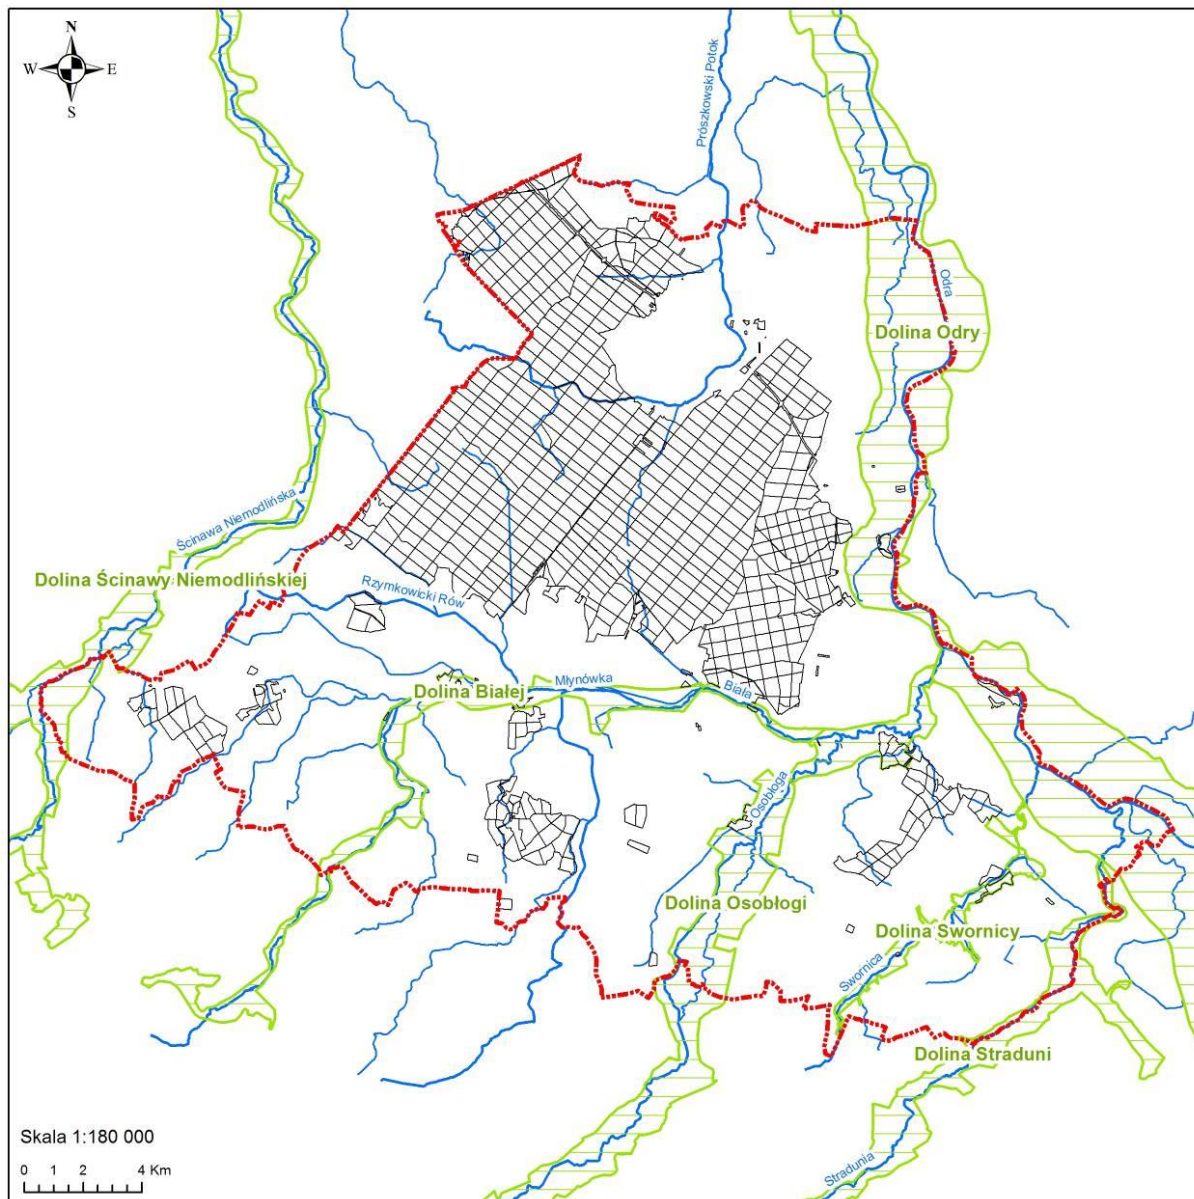 N
W E
S
Prószkowski Potok
Odra
Dolina Odry
Ścinawa Niemodlińska
Dolina Ścinawy Niemodlińskiej
Rzymkowicki Rów
Młynówka
Biała
Dolina Białej
Osobłoga
Dolina Osobłogi
Dolina Swornicy
Swornica
Dolina Straduni
Skala 1:180 000
0 1 2 4 Km
Stradunia